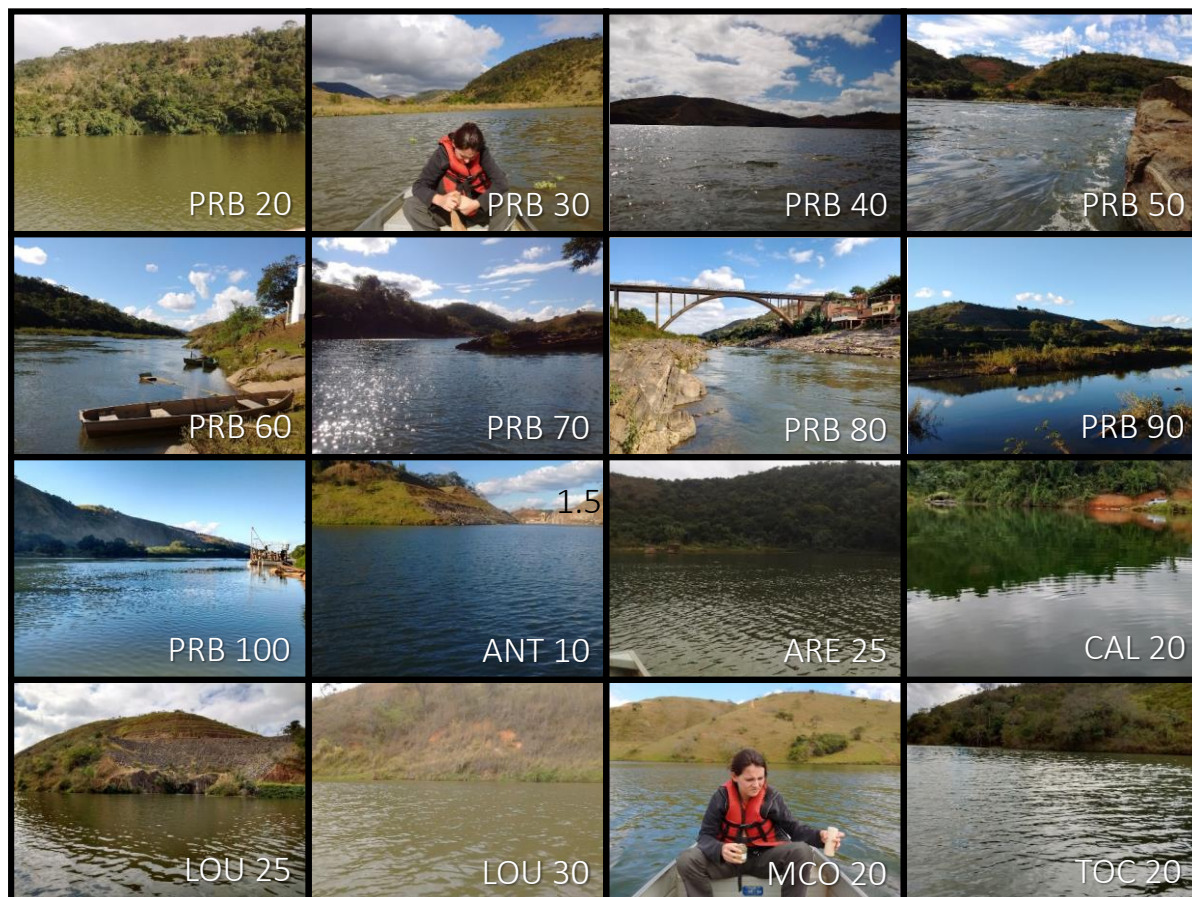 PRB 20
PRB 30
PRB 40
PRB 50
PRB 60
PRB 70
PRB 80
PRB 90
PRB 100
1.5
ANT 10
ARE 25
CAL 20
LOU 25
LOU 30
MCO 20
TOC 20